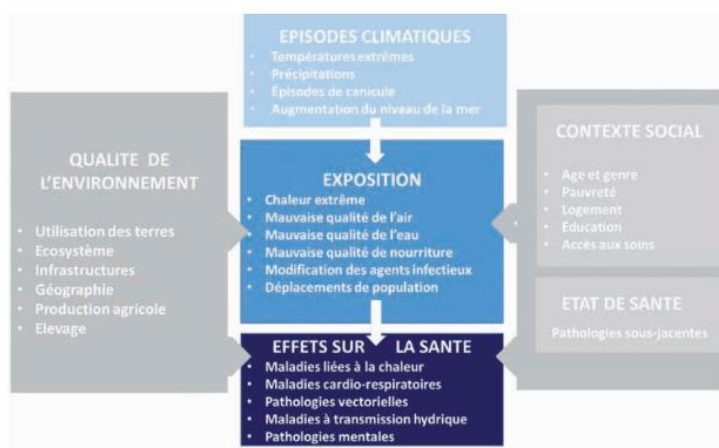 EPISODES CLIMATIQUES
• Températures extrêmes
• Précipitations
• Episodes de canicule
• Augmentation du niveau de la mer
QUALITE DE
L'ENVIRONNEMENT
• Utilisation des terres
• Ecosystème
• Infrastructures
• Géographie
• Production agricole
• Elevage
EXPOSITION
• Chaleur extrême
• Mauvaise qualité de l'air
• Mauvaise qualité de l'eau
• Mauvaise qualité de nourriture
• Modification des agents infectieux
• Déplacements de population
CONTEXTE SOCIAL
• Age et genre
• Pauvreté
• Logement
• Education
• Accès aux soins
ETAT DE SANTE
Pathologies sous-jacentes
EFFETS SUR LA SANTE
• Maladies liées à la chaleur
• Maladies cardio-respiratoires
• Pathologies vectorielles
• Maladies à transmission hydrique
• Pathologies mentales